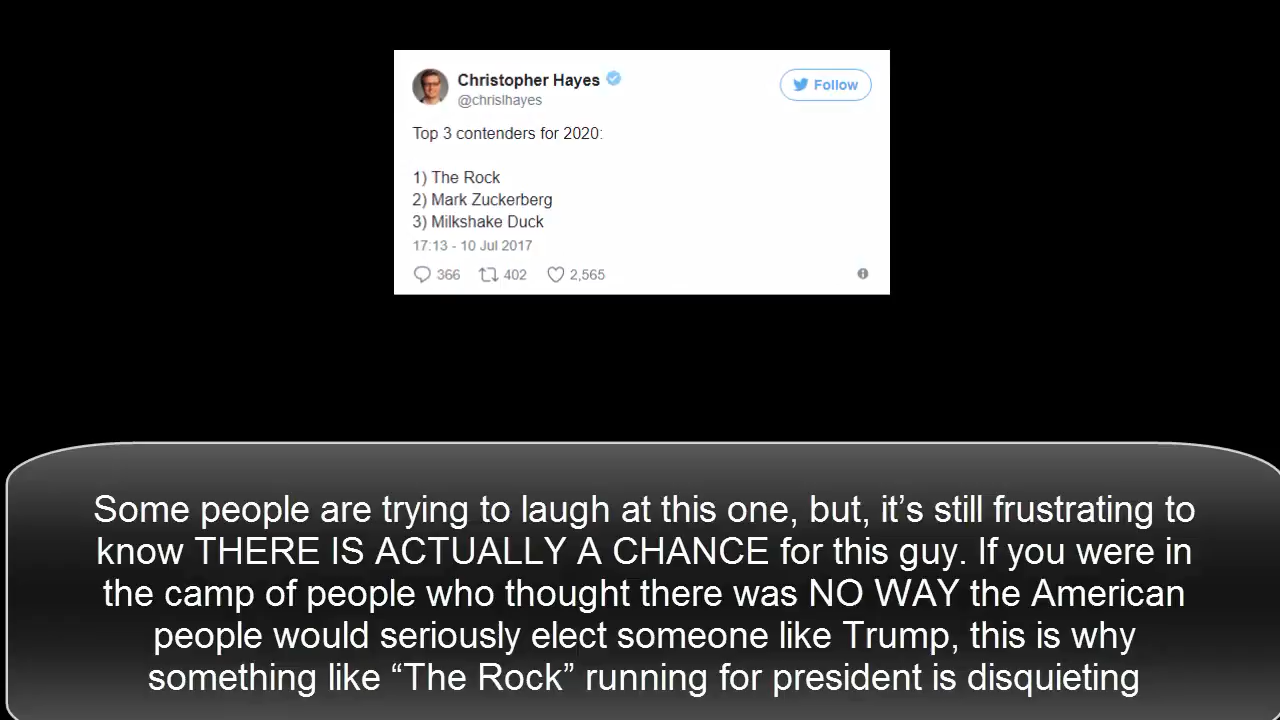 Christopher Hayes
@chrislhayes
Follow
Top 3 contenders for 2020:
1) The Rock
2) Mark Zuckerberg
3) Milkshake Duck
17:13 - 10 Jul 2017
366 402 2,565
Some people are trying to laugh at this one, but, it’s still frustrating to
know THERE IS ACTUALLY A CHANCE for this guy. If you were in
the camp of people who thought there was NO WAY the American
people would seriously elect someone like Trump, this is why
something like “The Rock” running for president is disquieting